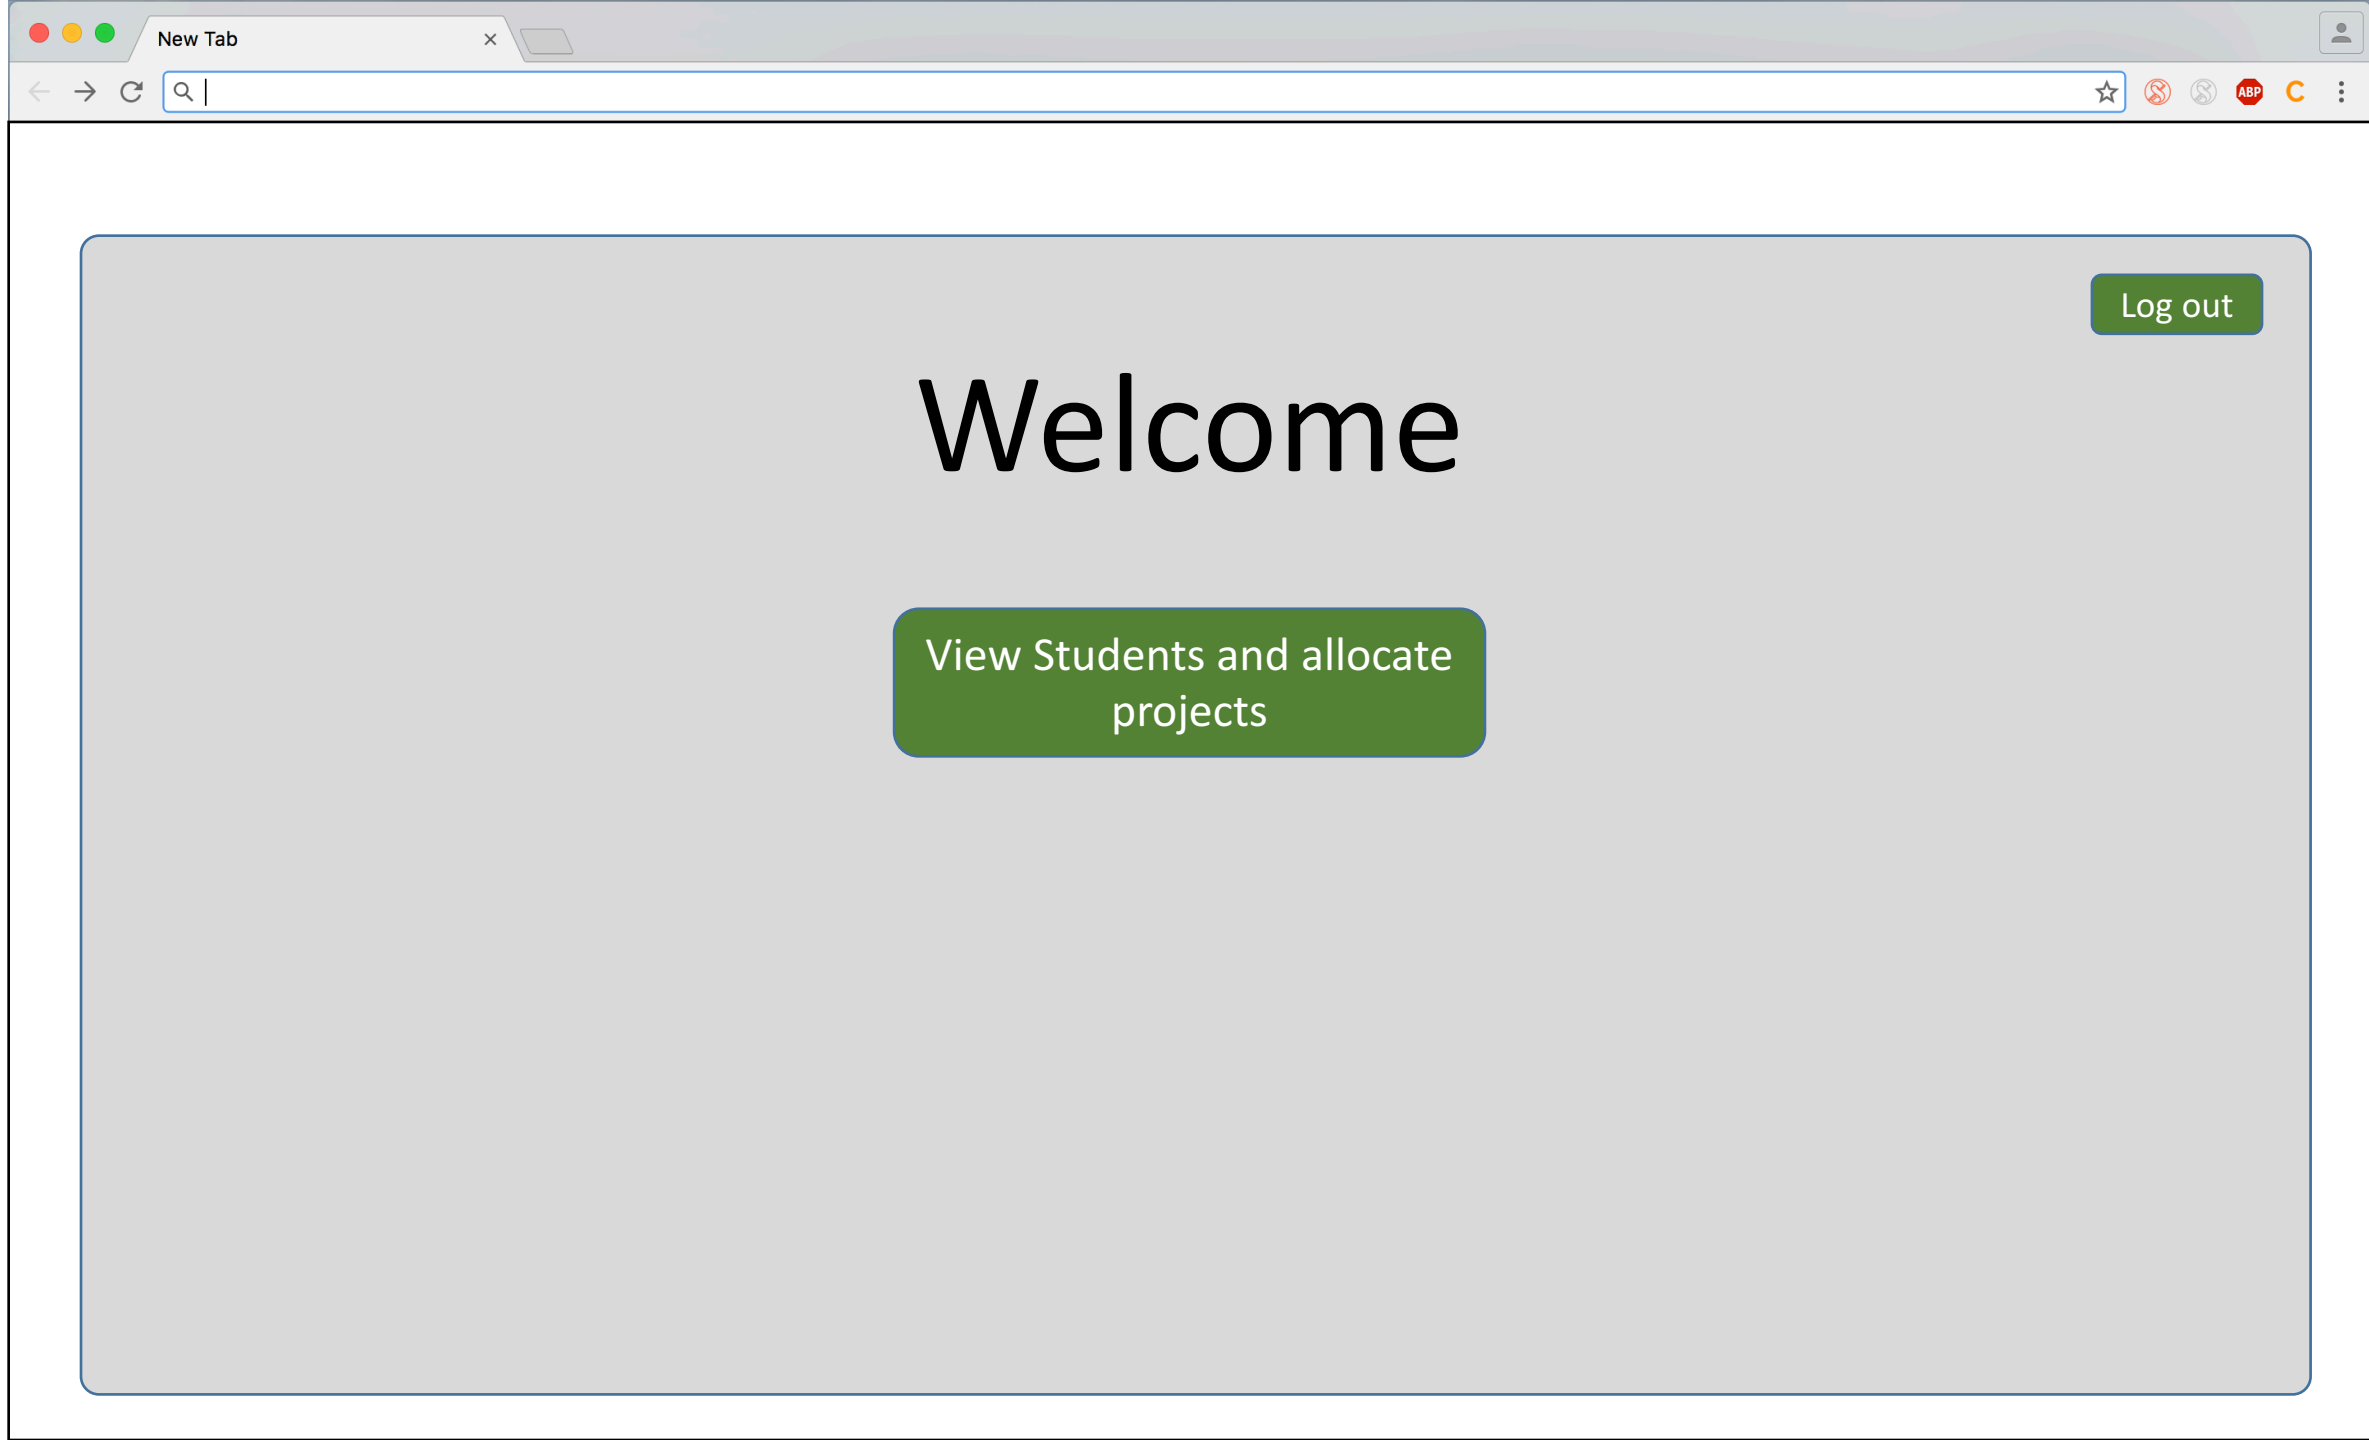 New Tab
ABP
C
Log out
Welcome
View Students and allocate
projects